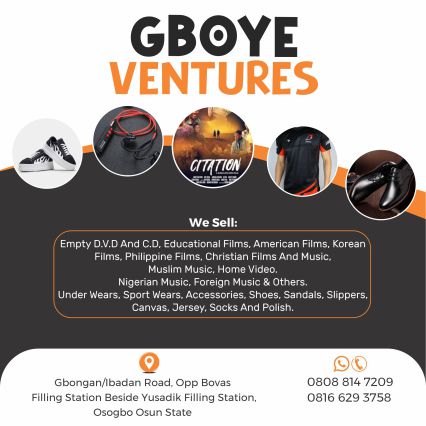 GBOYE
VENTURES
CITATION
We Sell:
Empty D.V.D And C.D, Educational Films, American Films, Korean
Films, Philippine Films, Christian Films And Music,
Muslim Music, Home Video.
Nigerian Music, Foreign Music & Others.
Under Wears, Sport Wears, Accessories, Shoes, Sandals, Slippers,
Canvas, Jersey, Socks And Polish.
Gbongan/Ibadan Road, Opp Bovas
Filling Station Beside Yusadik Filling Station,
Osogbo Osun State
0808 814 7209
0816 629 3758